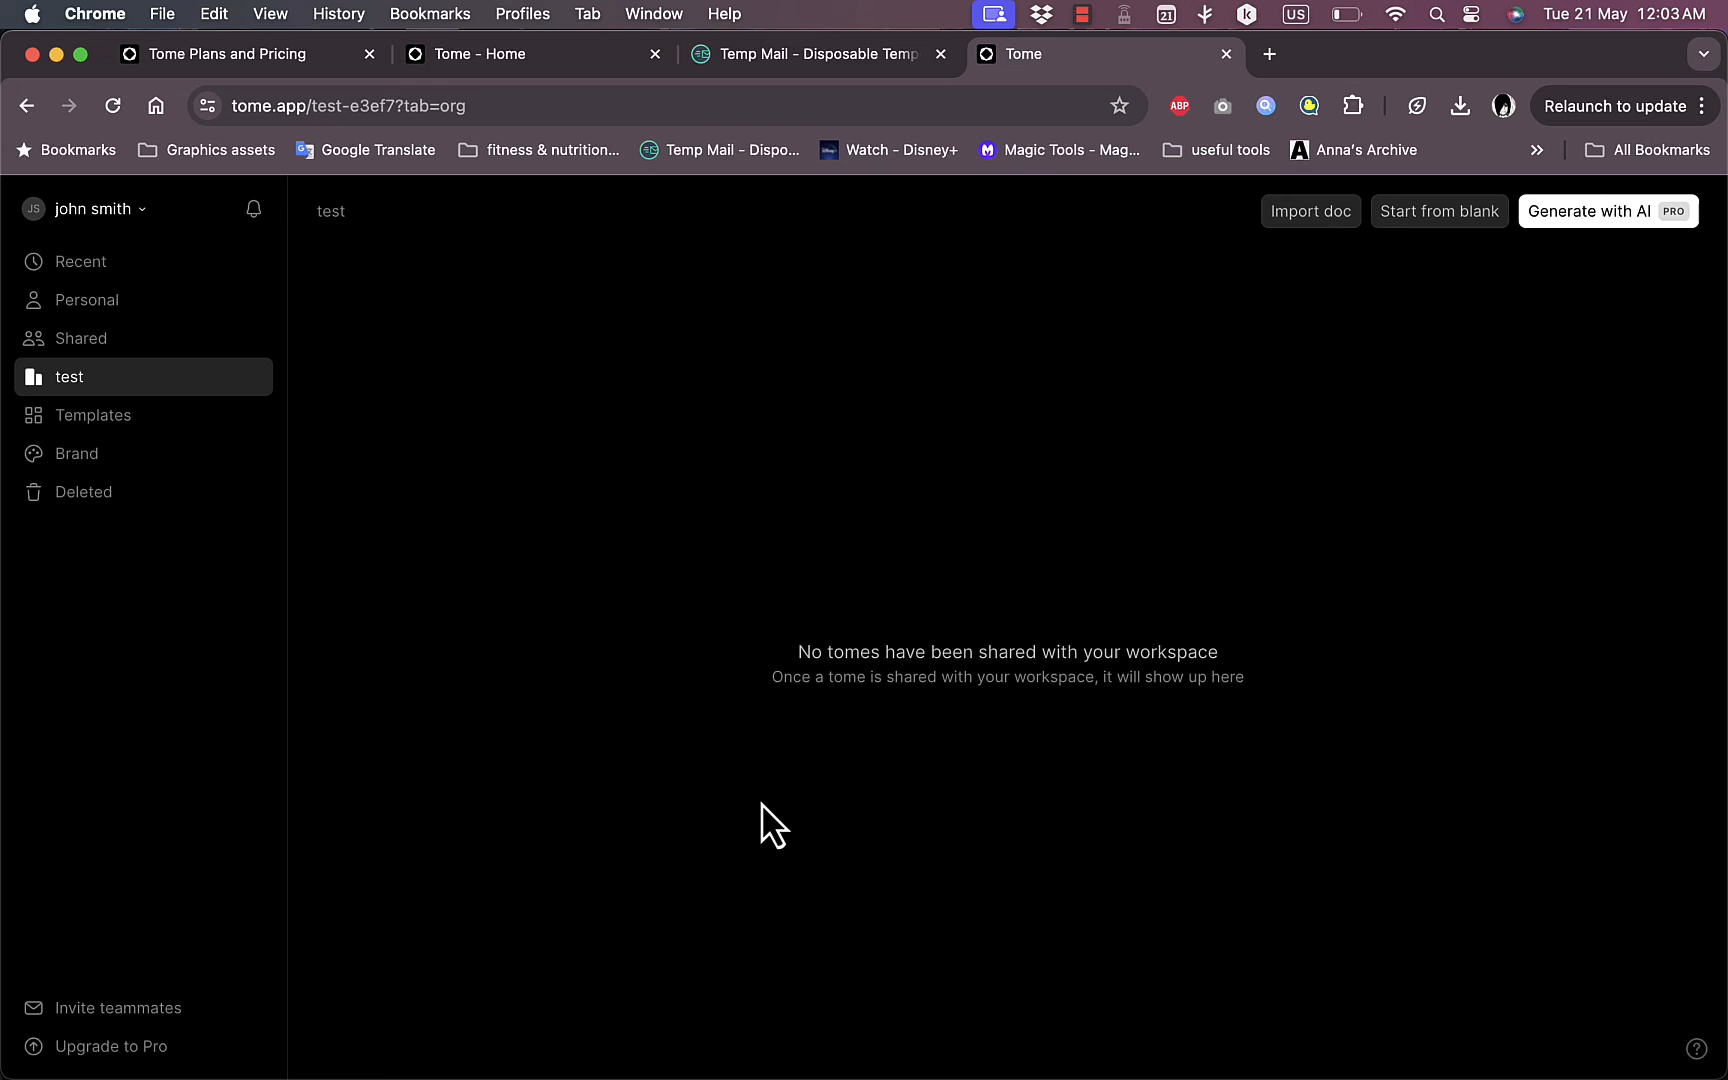 Chrome File Edit View History Bookmarks Profiles Tab Window Help 21 K US Tue 21 May 12:03 AM
Tome Plans and Pricing Tome - Home Temp Mail - Disposable Temp Tome
tome.app/test-e3ef7?tab=org ABP Relaunch to update
Bookmarks Graphics assets Google Translate fitness & nutrition... Temp Mail - Dispo... Watch - Disney+ Magic Tools - Mag... useful tools Anna's Archive All Bookmarks
JS john smith
test
Import doc Start from blank Generate with AI PRO
Recent
Personal
Shared
test
Templates
Brand
Deleted
No tomes have been shared with your workspace
Once a tome is shared with your workspace, it will show up here
Invite teammates
Upgrade to Pro